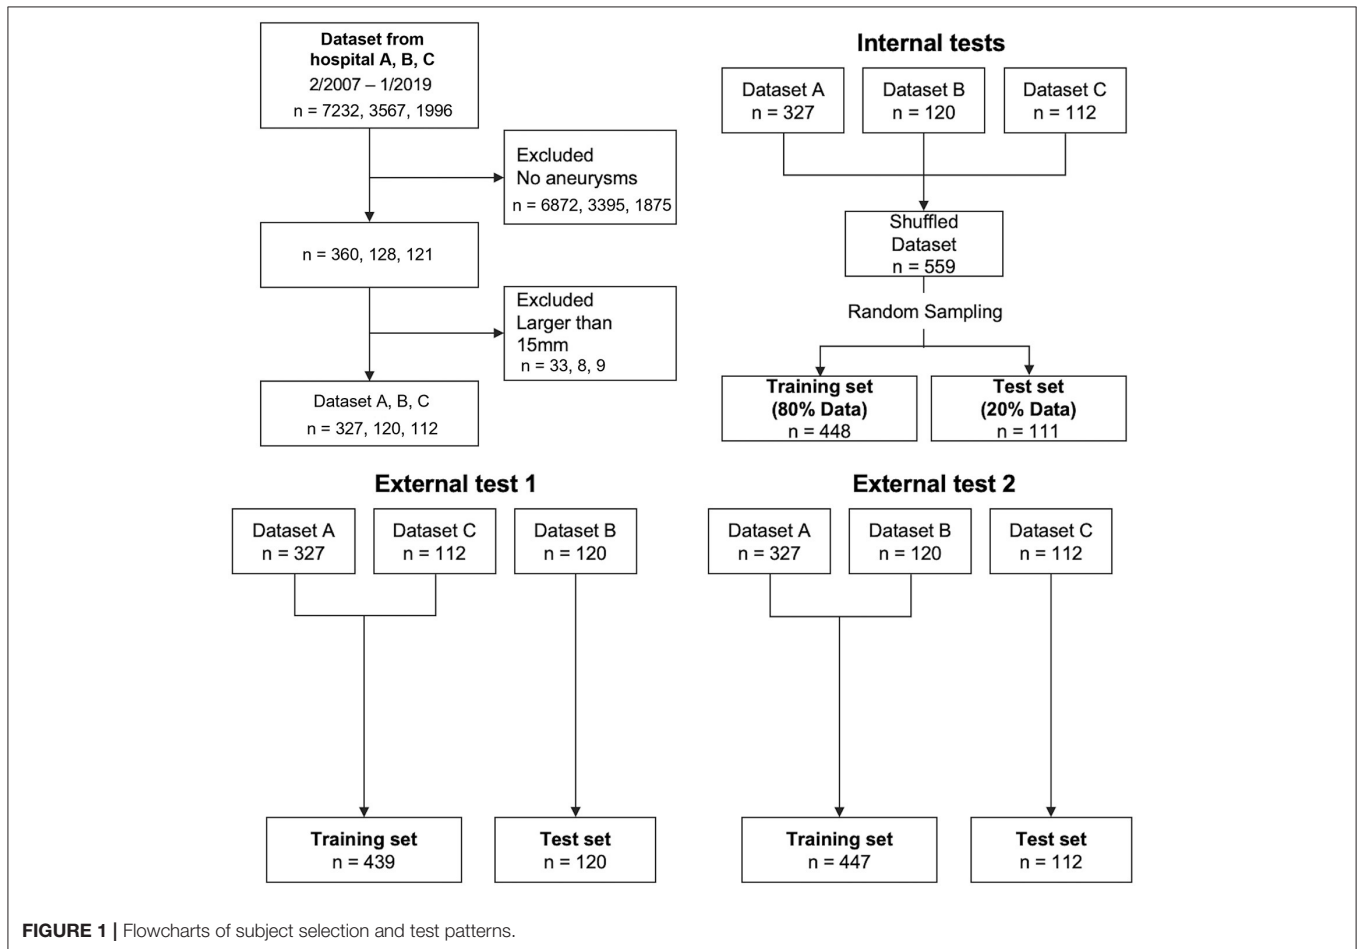 Dataset from
hospital A, B, C
2/2007 – 1/2019
n = 7232, 3567, 1996
Excluded
No aneurysms
n = 6872, 3395, 1875
n = 360, 128, 121
Excluded
Larger than
15mm
n = 33, 8, 9
Dataset A, B, C
n = 327, 120, 112
Internal tests
Dataset A
n = 327
Dataset B
n = 120
Dataset C
n = 112
Shuffled
Dataset
n = 559
Random Sampling
Training set
(80% Data)
n = 448
Test set
(20% Data)
n = 111
External test 1
Dataset A
n = 327
Dataset C
n = 112
Dataset B
n = 120
Training set
n = 439
Test set
n = 120
External test 2
Dataset A
n = 327
Dataset B
n = 120
Dataset C
n = 112
Training set
n = 447
Test set
n = 112
FIGURE 1 | Flowcharts of subject selection and test patterns.